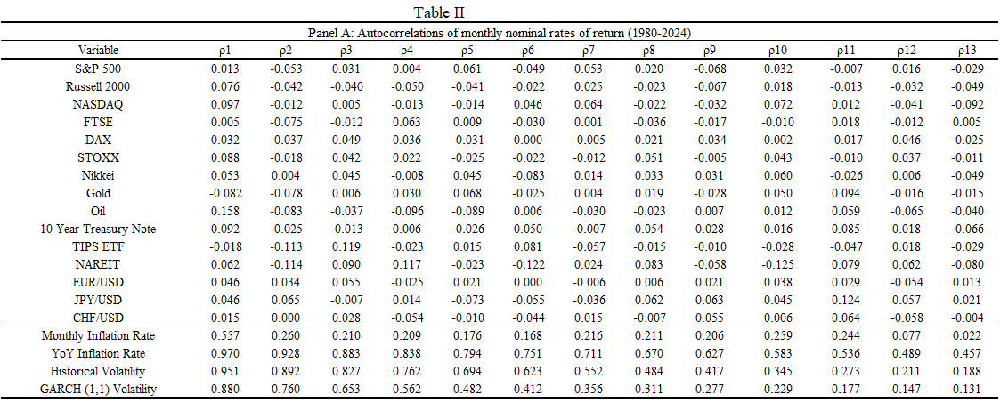 Table II
Panel A: Autocorrelations of monthly nominal rates of return (1980-2024)
Variable ρ1 ρ2 ρ3 ρ4 ρ5 ρ6 ρ7 ρ8 ρ9 ρ10 ρ11 ρ12 ρ13
S&P 500 0.013 -0.053 0.031 0.004 0.061 -0.049 0.053 0.020 -0.068 0.032 -0.007 0.016 -0.029
Russell 2000 0.076 -0.042 -0.040 -0.050 -0.041 -0.022 0.025 -0.023 -0.067 0.018 -0.013 -0.032 -0.049
NASDAQ 0.097 -0.012 0.005 -0.013 -0.014 0.046 0.064 -0.022 -0.032 0.072 0.012 -0.041 -0.092
FTSE 0.005 -0.075 -0.012 0.063 0.009 -0.030 0.001 -0.036 -0.017 -0.010 0.018 -0.012 0.005
DAX 0.032 -0.037 0.049 0.036 -0.031 0.000 -0.005 0.021 -0.034 0.002 -0.017 0.046 -0.025
STOXX 0.088 -0.018 0.042 0.022 -0.025 -0.022 -0.012 0.051 -0.005 0.043 -0.010 0.037 -0.011
Nikkei 0.053 0.004 0.045 -0.008 0.045 -0.083 0.014 0.033 0.031 0.060 -0.026 0.006 -0.049
Gold -0.082 -0.078 0.006 0.030 0.068 -0.025 0.004 0.019 -0.028 0.050 0.094 -0.016 -0.015
Oil 0.158 -0.083 -0.037 -0.096 -0.089 0.006 -0.030 -0.023 0.007 0.012 0.059 -0.065 -0.040
10 Year Treasury Note 0.092 -0.025 -0.013 0.006 -0.026 0.050 -0.007 0.054 0.028 0.016 0.085 0.018 -0.066
TIPS ETF -0.018 -0.113 0.119 -0.023 0.015 0.081 -0.057 -0.015 -0.010 -0.028 -0.047 0.018 -0.029
NAREIT 0.062 -0.114 0.090 0.117 -0.023 -0.122 0.024 0.083 -0.058 -0.125 0.079 0.062 -0.080
EUR/USD 0.046 0.034 0.055 -0.025 0.021 0.000 -0.006 0.006 0.021 0.038 0.029 -0.054 0.013
JPY/USD 0.046 0.065 -0.007 0.014 -0.073 -0.055 -0.036 0.062 0.063 0.045 0.124 0.057 0.021
CHF/USD 0.015 0.000 0.028 -0.054 -0.010 -0.044 0.015 -0.007 0.055 0.006 0.064 -0.058 -0.004
Monthly Inflation Rate 0.557 0.260 0.210 0.209 0.176 0.168 0.216 0.211 0.206 0.259 0.244 0.077 0.022
YoY Inflation Rate 0.970 0.928 0.883 0.838 0.794 0.751 0.711 0.670 0.627 0.583 0.536 0.489 0.457
Historical Volatility 0.951 0.892 0.827 0.762 0.694 0.623 0.552 0.484 0.417 0.345 0.273 0.211 0.188
GARCH (1,1) Volatility 0.880 0.760 0.653 0.562 0.482 0.412 0.356 0.311 0.277 0.229 0.177 0.147 0.131